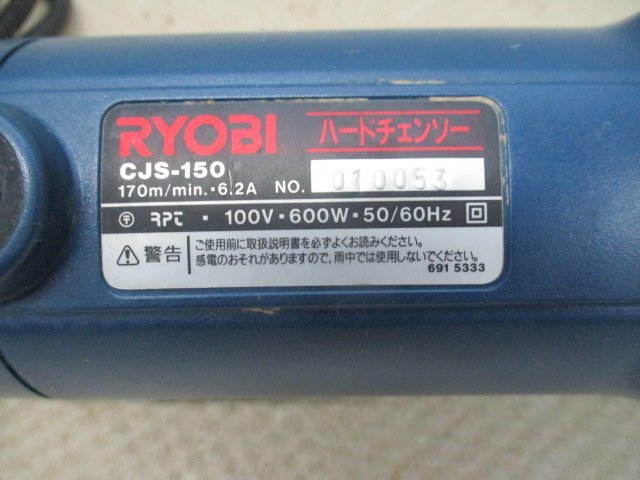 RYOBI ハードチェンソー
CJS-150
170m/min.･6.2A NO. 010053
〒 RPT ･ 100V･600W･50/60Hz
警告 ご使用前に取扱説明書を必ずよくお読みください。
感電のおそれがありますので、雨中では使用しないでください。
691 5333